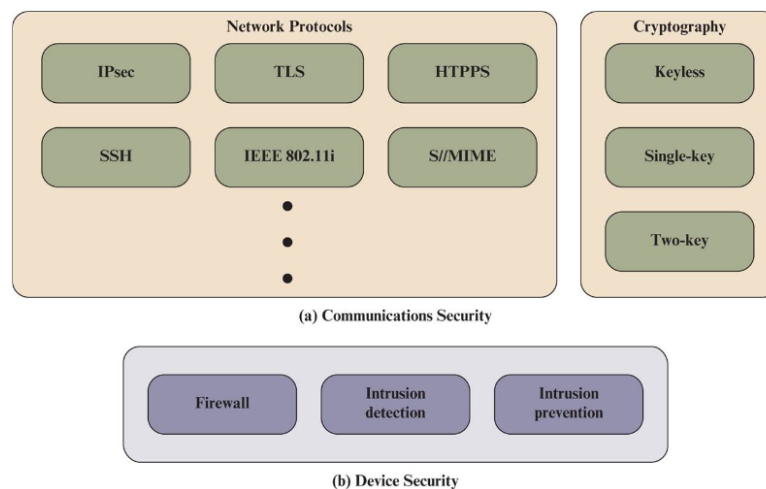 Network Protocols
IPsec
TLS
HTPPS
SSH
IEEE 802.11i
S//MIME
Cryptography
Keyless
Single-key
Two-key
(a) Communications Security
Firewall
Intrusion
detection
Intrusion
prevention
(b) Device Security